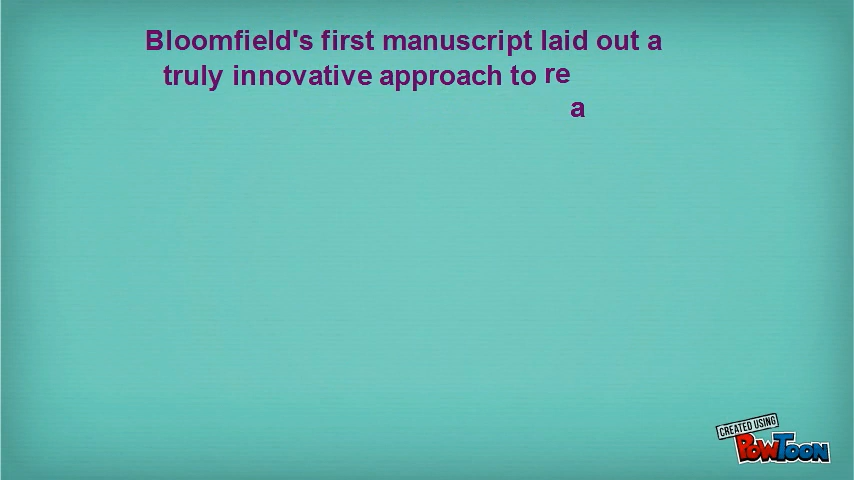 Bloomfield's first manuscript laid out a
truly innovative approach to re
a
CREATED USING
POWTOON